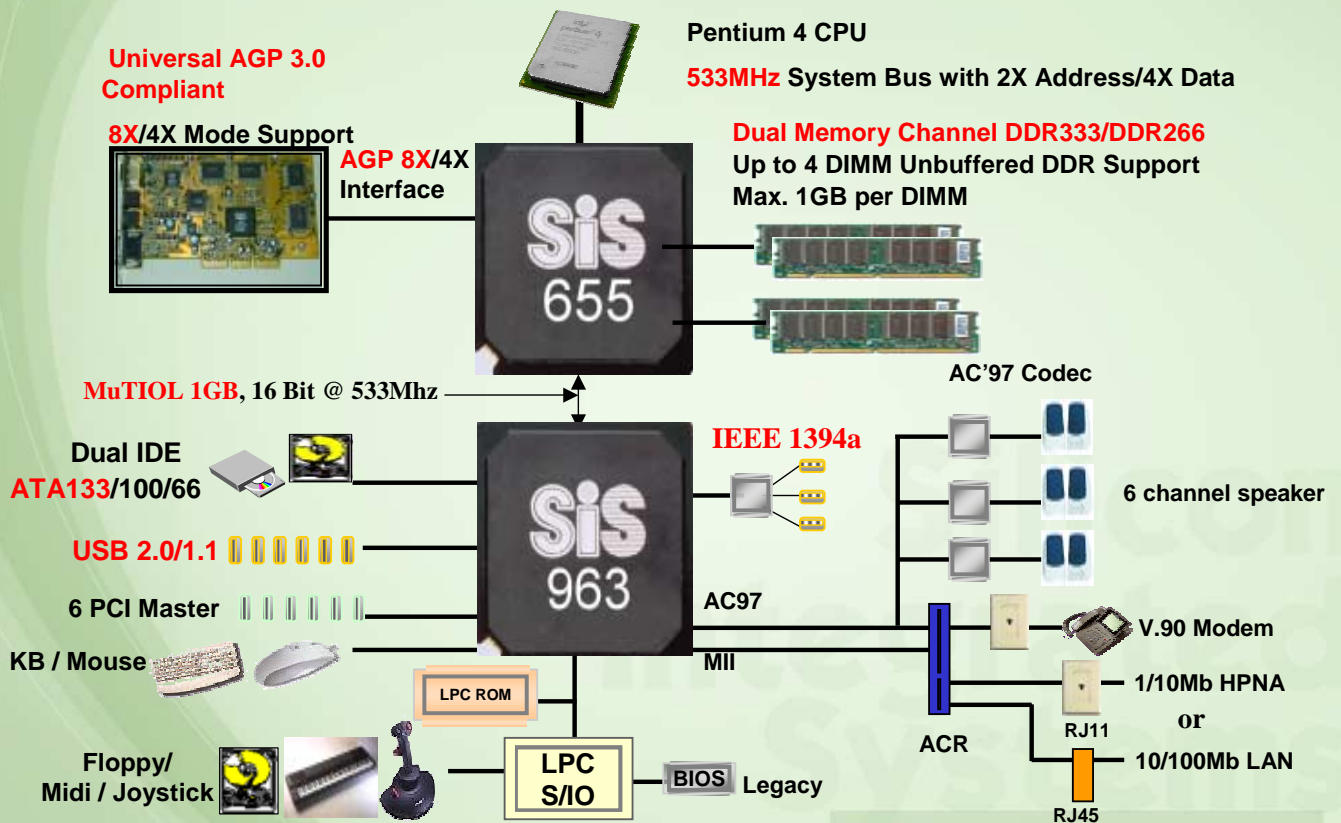 Pentium 4 CPU
533MHz System Bus with 2X Address/4X Data
Universal AGP 3.0
Compliant
8X/4X Mode Support
AGP 8X/4X
Interface
Dual Memory Channel DDR333/DDR266
Up to 4 DIMM Unbuffered DDR Support
Max. 1GB per DIMM
SiS
655
MuTIOL 1GB, 16 Bit @ 533Mhz
AC'97 Codec
Dual IDE
ATA133/100/66
IEEE 1394a
6 channel speaker
SiS
963
USB 2.0/1.1
6 PCI Master
AC97
MII
KB / Mouse
V.90 Modem
1/10Mb HPNA
or
10/100Mb LAN
RJ11
ACR
RJ45
LPC ROM
LPC
S/IO
BIOS
Legacy
Floppy/
Midi / Joystick
Silicon
Integrated
Systems